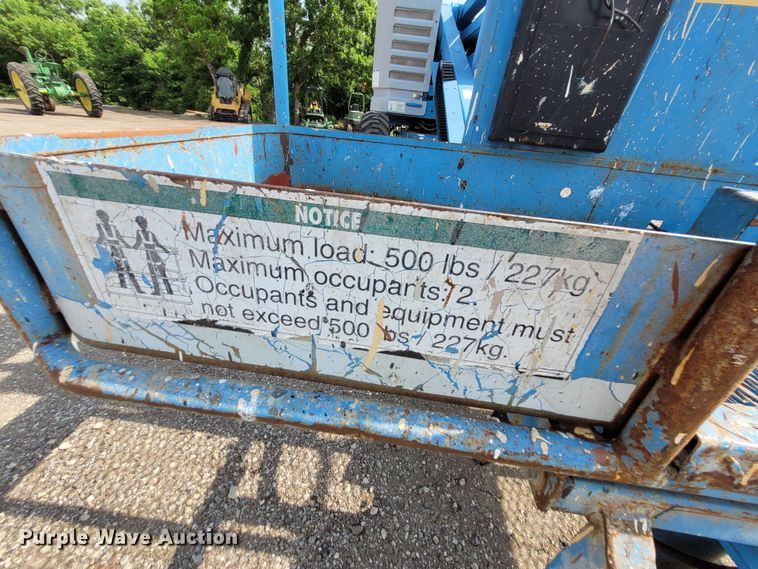 NOTICE
Maximum load: 500 lbs / 227kg.
Maximum occupants: 2.
Occupants and equipment must
not exceed 500 lbs / 227kg.
Purple Wave Auction